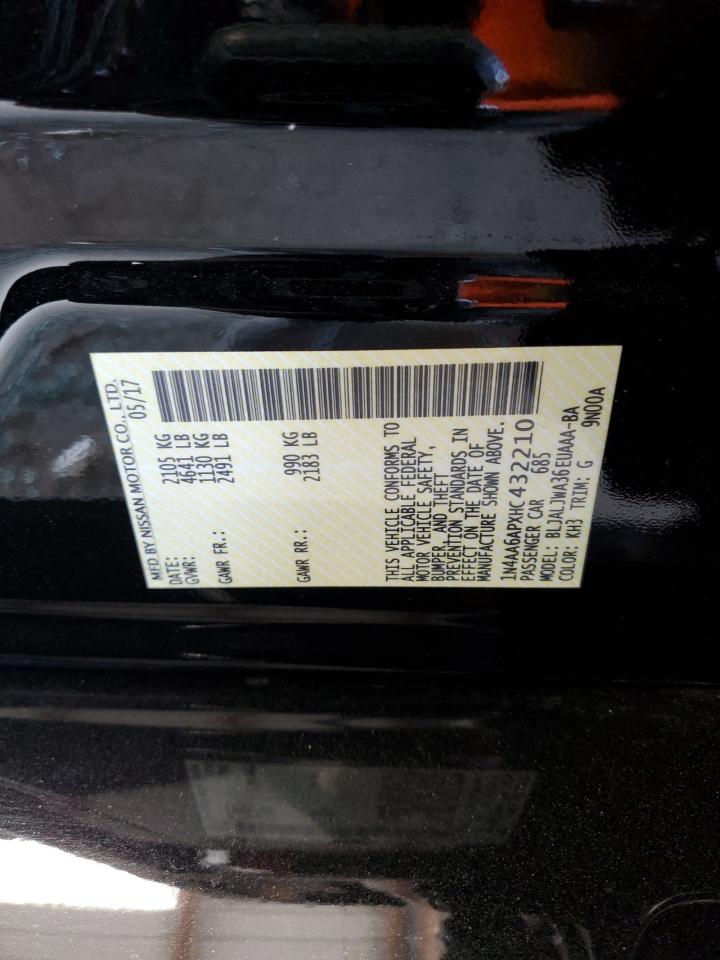 MFD BY NISSAN MOTOR CO., LTD.
DATE: 05/17
GVWR: 2105 KG
4641 LB
GAWR FR.: 1130 KG
2491 LB
GAWR RR.: 990 KG
2183 LB
THIS VEHICLE CONFORMS TO
ALL APPLICABLE FEDERAL
MOTOR VEHICLE SAFETY,
BUMPER, AND THEFT
PREVENTION STANDARDS IN
EFFECT ON THE DATE OF
MANUFACTURE SHOWN ABOVE.
1N4AA6APXHC432210
PASSENGER CAR 685
MODEL: BLJALJWA36EUAAAA-BA
COLOR: KH3 TRIM: G 9N00A